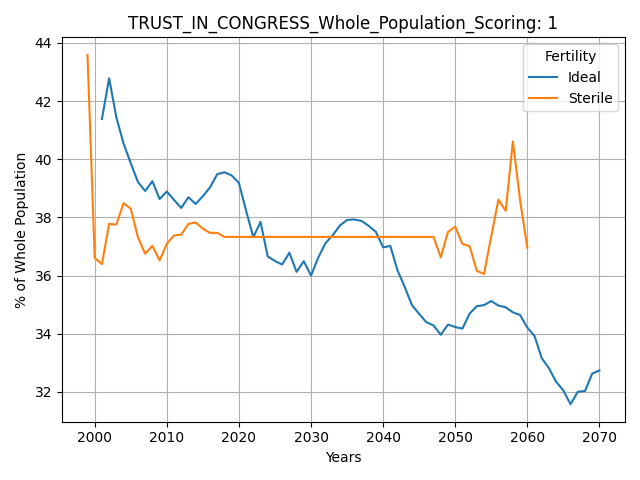 TRUST_IN_CONGRESS_Whole_Population_Scoring: 1
Fertility
Ideal
Sterile
% of Whole Population
44
42
40
38
36
34
32
2000 2010 2020 2030 2040 2050 2060 2070
Years